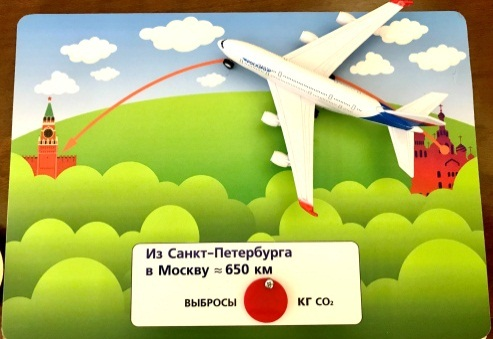 Из Санкт-Петербурга
в Москву ≈ 650 км
ВЫБРОСЫ КГ CO₂